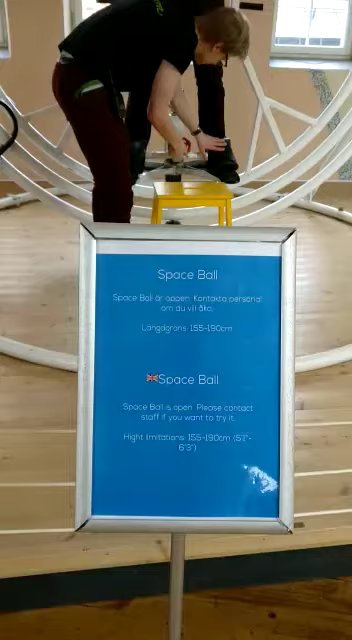 Space Ball
Space Ball är öppen. Kontakta personal
om du vill åka.
Längdgräns: 155-190cm
Space Ball
Space Ball is open. Please contact
staff if you want to try it.
Hight limitations: 155-190cm (5'1"-
6'3")